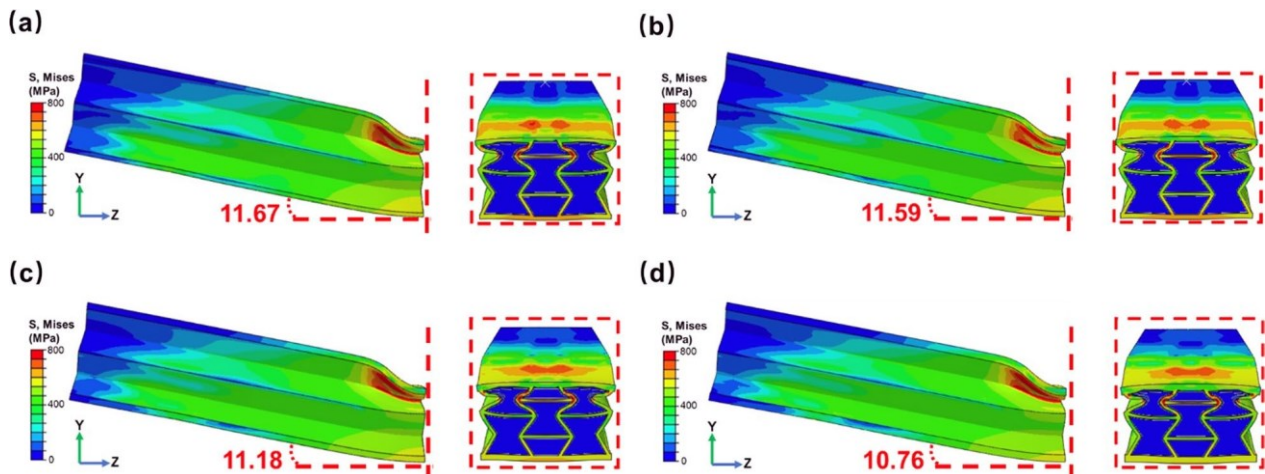 (a)
S, Mises
(MPa)
800
400
0
Y
Z
11.67
(b)
S, Mises
(MPa)
800
400
0
Y
Z
11.59
(c)
S, Mises
(MPa)
800
400
0
Y
Z
11.18
(d)
S, Mises
(MPa)
800
400
0
Y
Z
10.76